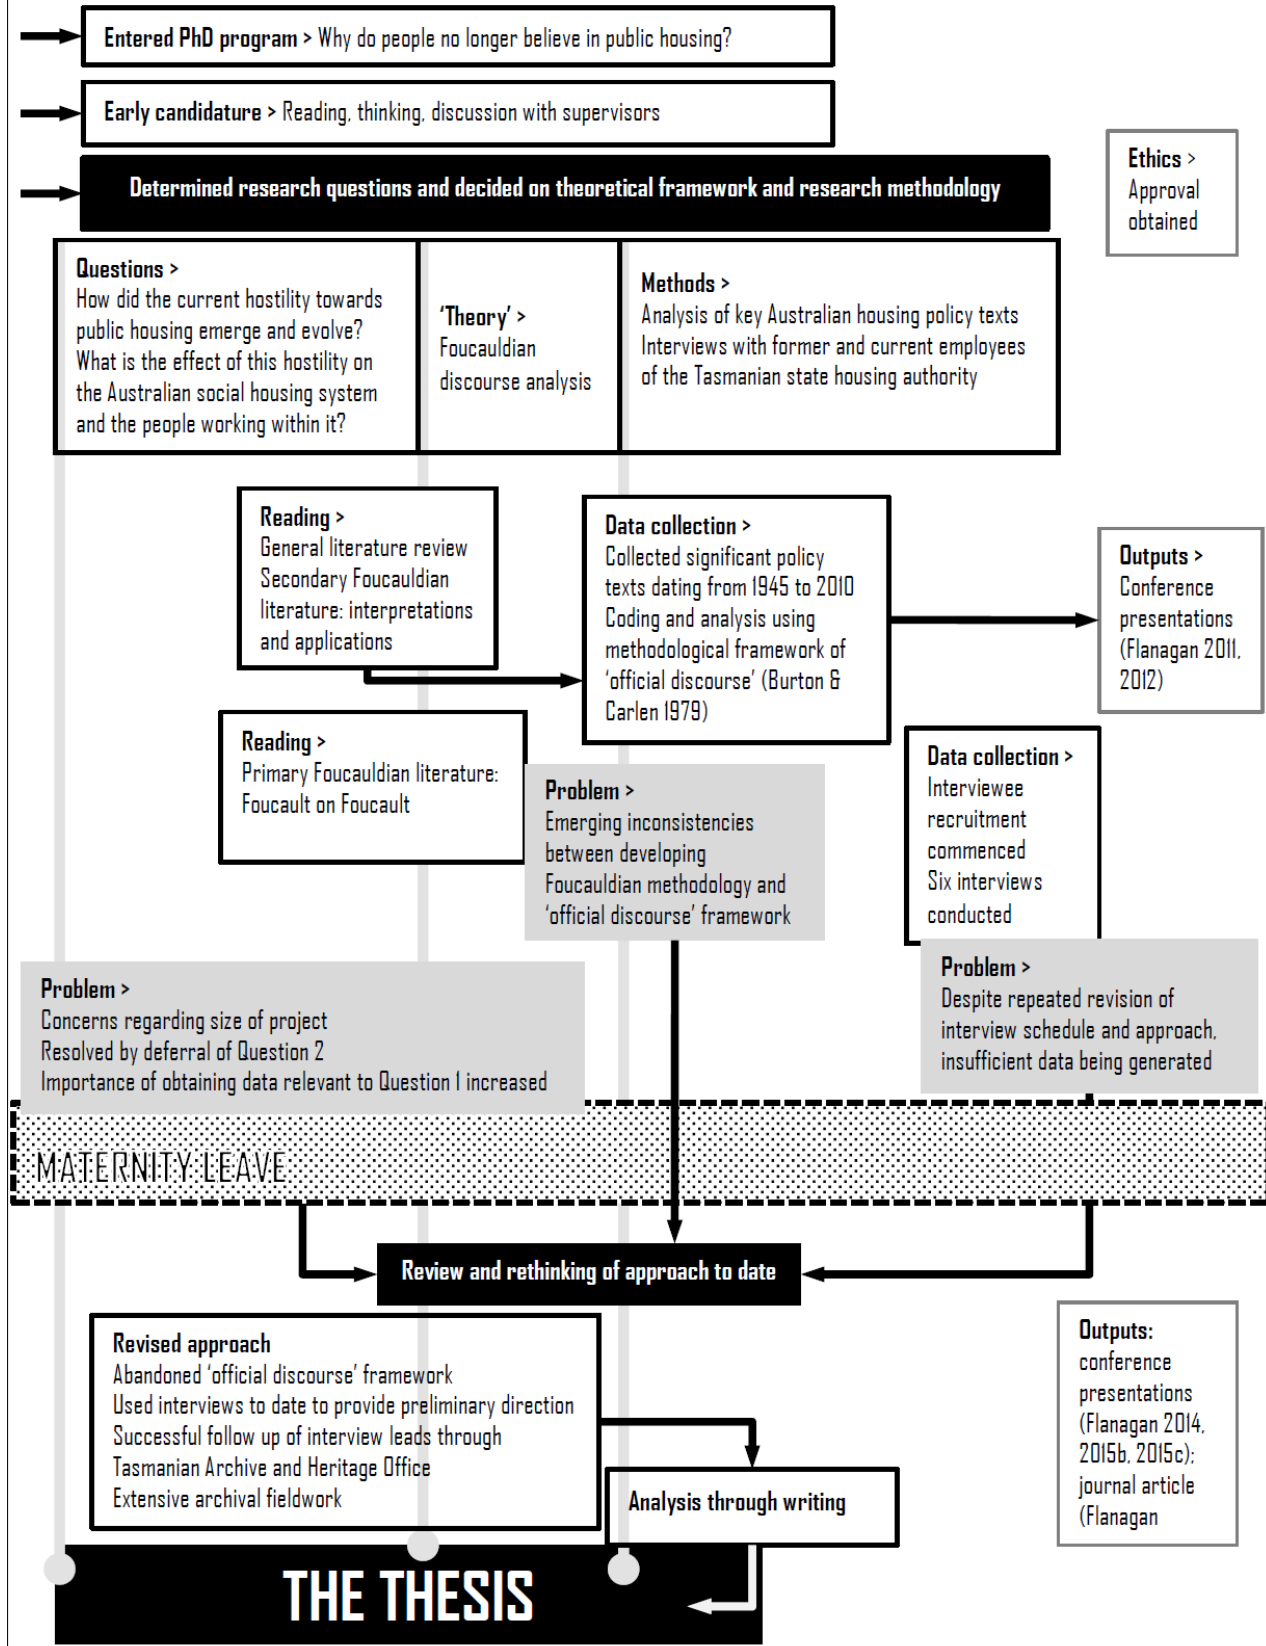 Entered PhD program > Why do people no longer believe in public housing?
Early candidature > Reading, thinking, discussion with supervisors
Determined research questions and decided on theoretical framework and research methodology
Ethics >
Approval
obtained
Questions >
How did the current hostility towards
public housing emerge and evolve?
What is the effect of this hostility on
the Australian social housing system
and the people working within it?
‘Theory’ >
Foucauldian
discourse analysis
Methods >
Analysis of key Australian housing policy texts
Interviews with former and current employees
of the Tasmanian state housing authority
Reading >
General literature review
Secondary Foucauldian
literature: interpretations
and applications
Data collection >
Collected significant policy
texts dating from 1945 to 2010
Coding and analysis using
methodological framework of
‘official discourse’ (Burton &
Carlen 1979)
Outputs >
Conference
presentations
(Flanagan 2011,
2012)
Reading >
Primary Foucauldian literature:
Foucault on Foucault
Problem >
Emerging inconsistencies
between developing
Foucauldian methodology and
‘official discourse’ framework
Data collection >
Interviewee
recruitment
commenced
Six interviews
conducted
Problem >
Despite repeated revision of
interview schedule and approach,
insufficient data being generated
Problem >
Concerns regarding size of project
Resolved by deferral of Question 2
Importance of obtaining data relevant to Question 1 increased
MATERNITY LEAVE
Review and rethinking of approach to date
Revised approach
Abandoned ‘official discourse’ framework
Used interviews to date to provide preliminary direction
Successful follow up of interview leads through
Tasmanian Archive and Heritage Office
Extensive archival fieldwork
Analysis through writing
Outputs:
conference
presentations
(Flanagan 2014,
2015b, 2015c);
journal article
(Flanagan
THE THESIS